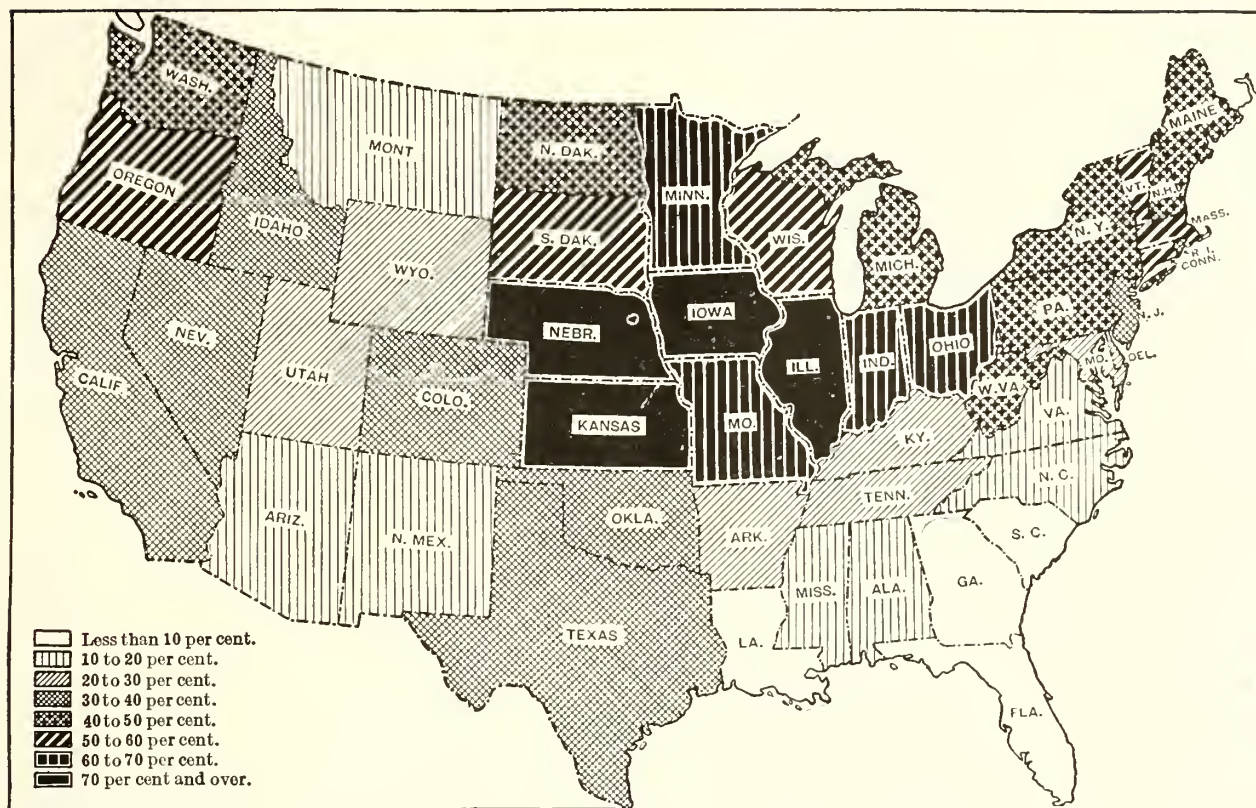 WASH.
MAINE
MONT
N. DAK.
VT.
N.H.
OREGON
MINN.
IDAHO
S. DAK.
WIS.
MICH.
N. Y.
MASS.
R. I.
CONN.
WYO.
NEBR.
IOWA
PA.
N. J.
NEV.
UTAH
ILL.
IND.
OHIO
DEL.
CALIF
COLO.
KANSAS
MO.
W. VA
VA.
KY.
ARIZ.
N. MEX.
OKLA.
ARK.
TENN.
N. C.
S. C.
MISS.
ALA.
GA.
TEXAS
LA.
FLA.
Less than 10 per cent.
10 to 20 per cent.
20 to 30 per cent.
30 to 40 per cent.
40 to 50 per cent.
50 to 60 per cent.
60 to 70 per cent.
70 per cent and over.